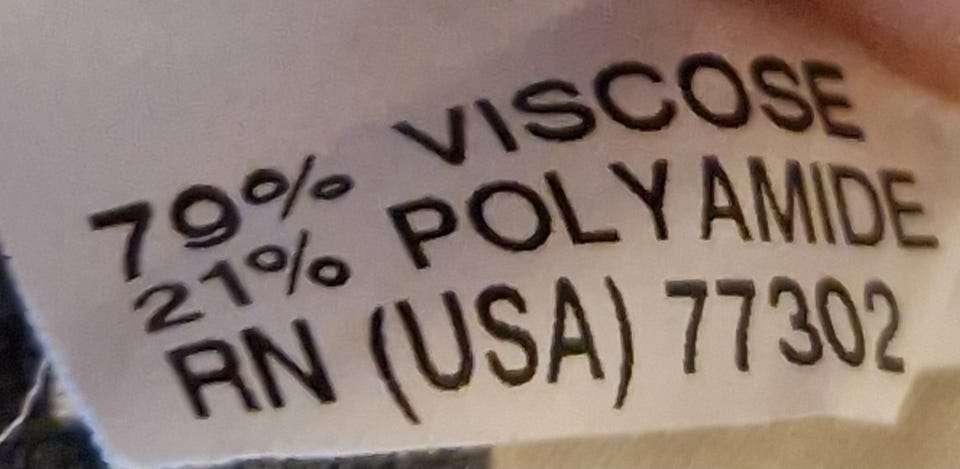 79% VISCOSE
21% POLYAMIDE
RN (USA) 77302